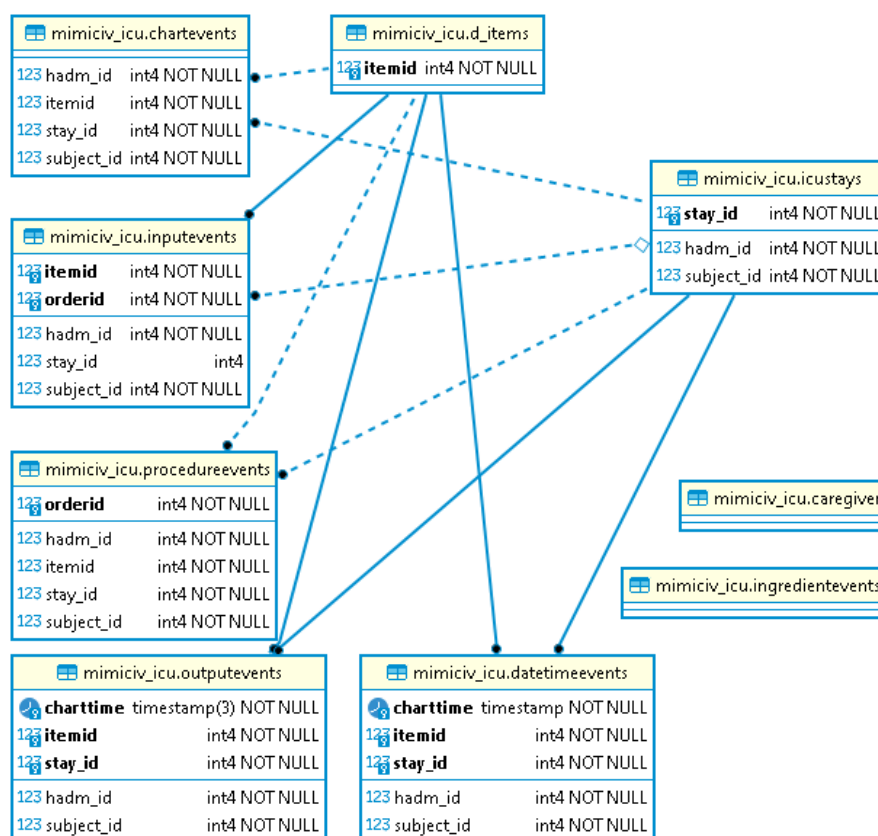 mimiciv_icu.chartevents
123 hadm_id int4 NOT NULL
123 itemid int4 NOT NULL
123 stay_id int4 NOT NULL
123 subject_id int4 NOT NULL
mimiciv_icu.d_items
123 itemid int4 NOT NULL
mimiciv_icu.icustays
123 stay_id int4 NOT NULL
123 hadm_id int4 NOT NULL
123 subject_id int4 NOT NULL
mimiciv_icu.inputevents
123 itemid int4 NOT NULL
123 orderid int4 NOT NULL
123 hadm_id int4 NOT NULL
123 stay_id int4
123 subject_id int4 NOT NULL
mimiciv_icu.procedureevents
123 orderid int4 NOT NULL
123 hadm_id int4 NOT NULL
123 itemid int4 NOT NULL
123 stay_id int4 NOT NULL
123 subject_id int4 NOT NULL
mimiciv_icu.caregiver
mimiciv_icu.ingredientevents
mimiciv_icu.outputevents
charttime timestamp(3) NOT NULL
123 itemid int4 NOT NULL
123 stay_id int4 NOT NULL
123 hadm_id int4 NOT NULL
123 subject_id int4 NOT NULL
mimiciv_icu.datetimeevents
charttime timestamp NOT NULL
123 itemid int4 NOT NULL
123 stay_id int4 NOT NULL
123 hadm_id int4 NOT NULL
123 subject_id int4 NOT NULL